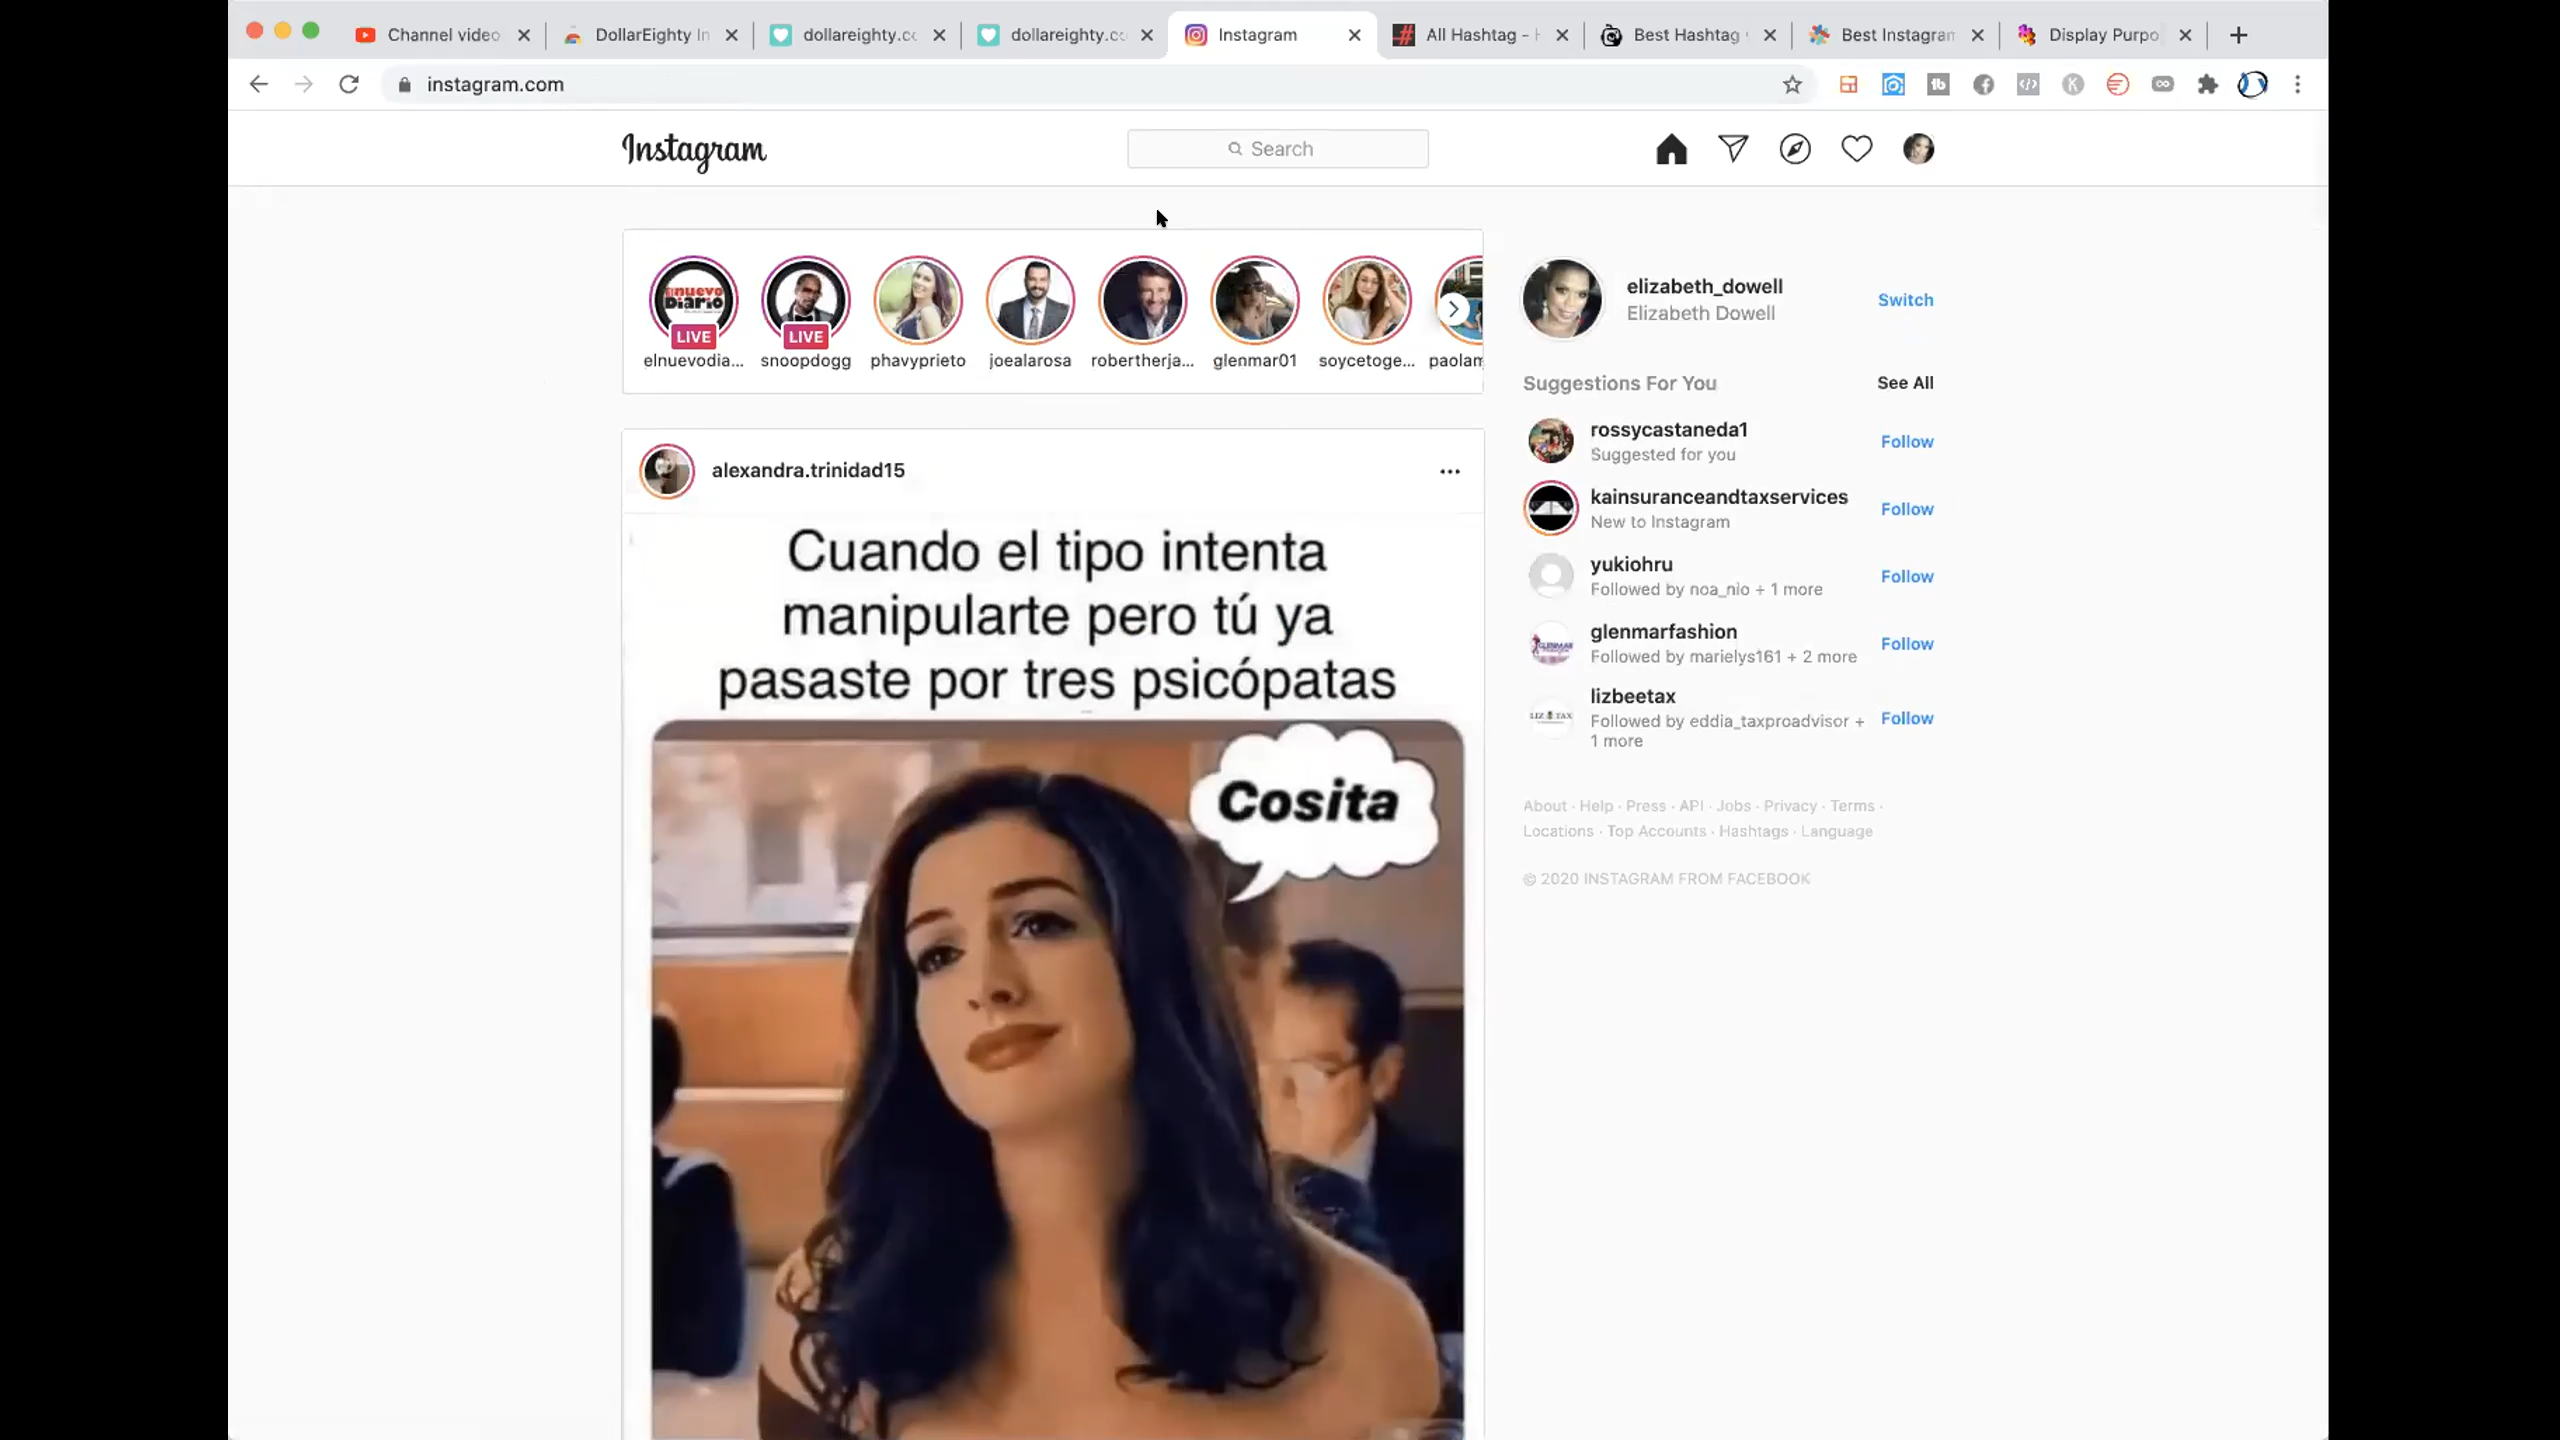 Channel video
DollarEighty In
dollareighty.co
dollareighty.co
Instagram
All Hashtag - H
Best Hashtag
Best Instagram
Display Purpo
instagram.com
Instagram
Search
elnuevo
Diario
LIVE
LIVE
elnuevodia...
snoopdogg
phavyprieto
joealarosa
robertherja...
glenmar01
soycetoge...
paolam
elizabeth_dowell
Elizabeth Dowell
Switch
Suggestions For You
See All
rossycastaneda1
Suggested for you
Follow
kainsuranceandtaxservices
New to Instagram
Follow
yukiohru
Followed by noa_nio + 1 more
Follow
glenmarfashion
Followed by marielys161 + 2 more
Follow
lizbeetax
Followed by eddia_taxproadvisor +
1 more
Follow
About · Help · Press · API · Jobs · Privacy · Terms ·
Locations · Top Accounts · Hashtags · Language
© 2020 INSTAGRAM FROM FACEBOOK
alexandra.trinidad15
Cuando el tipo intenta
manipularte pero tú ya
pasaste por tres psicópatas
Cosita